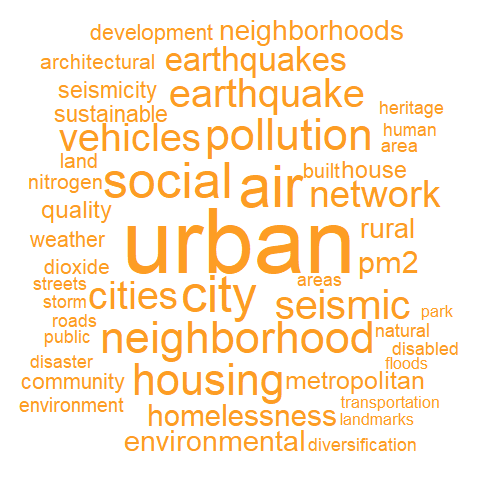 development neighborhoods
architectural earthquakes
seismicity earthquake
sustainable heritage
vehicles pollution human
area
land social air built house
nitrogen network
quality rural
weather urban pm2
dioxide
streets cities city areas
storm seismic park
roads neighborhood natural
public disabled
disaster housing floods
community metropolitan
environment homelessness transportation
landmarks
environmental diversification